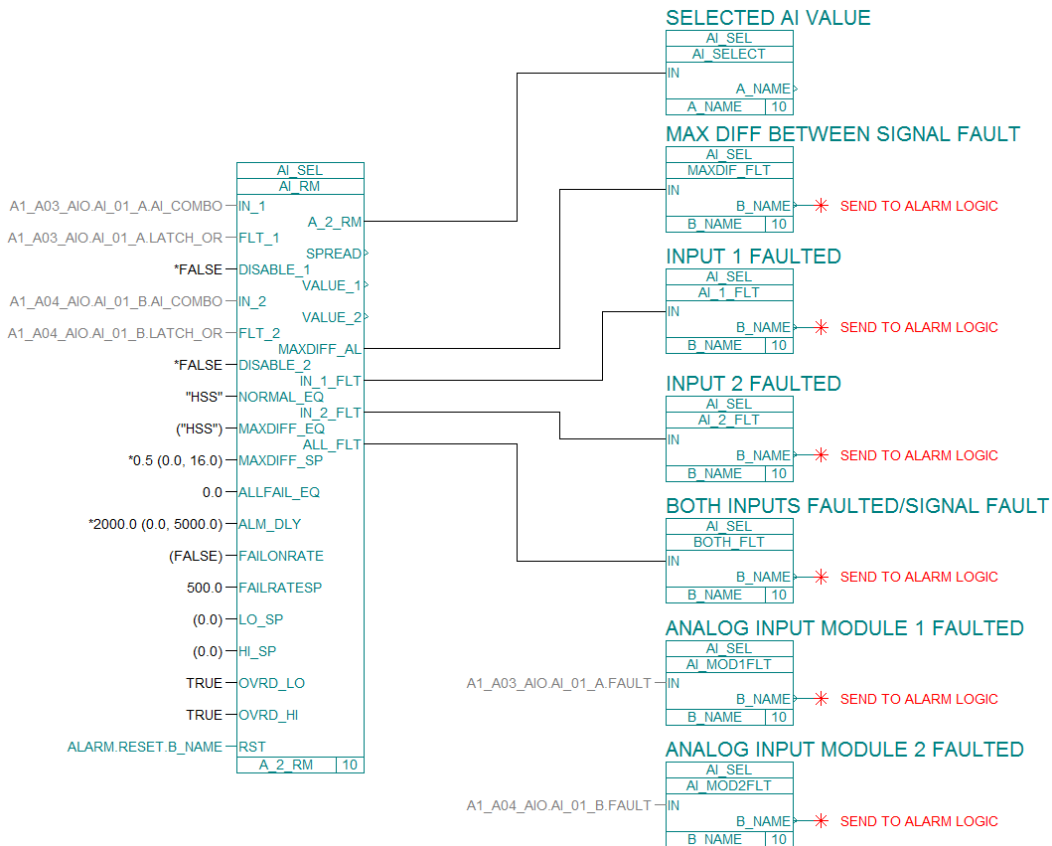 SELECTED AI VALUE
AI_SEL
AI_SELECT
IN
A_NAME
A_NAME 10
MAX DIFF BETWEEN SIGNAL FAULT
AI_SEL
MAXDIF_FLT
IN
B_NAME SEND TO ALARM LOGIC
B_NAME 10
INPUT 1 FAULTED
AI_SEL
AI_1_FLT
IN
B_NAME SEND TO ALARM LOGIC
B_NAME 10
INPUT 2 FAULTED
AI_SEL
AI_2_FLT
IN
B_NAME SEND TO ALARM LOGIC
B_NAME 10
BOTH INPUTS FAULTED/SIGNAL FAULT
AI_SEL
BOTH_FLT
IN
B_NAME SEND TO ALARM LOGIC
B_NAME 10
ANALOG INPUT MODULE 1 FAULTED
AI_SEL
AI_MOD1FLT
A1_A03_AIO.AI_01_A.FAULT IN
B_NAME SEND TO ALARM LOGIC
B_NAME 10
ANALOG INPUT MODULE 2 FAULTED
AI_SEL
AI_MOD2FLT
A1_A04_AIO.AI_01_B.FAULT IN
B_NAME SEND TO ALARM LOGIC
B_NAME 10
AI_SEL
AI_RM
A1_A03_AIO.AI_01_A.AI_COMBO IN_1
A_2_RM
A1_A03_AIO.AI_01_A.LATCH_OR FLT_1
SPREAD
*FALSE DISABLE_1
VALUE_1
A1_A04_AIO.AI_01_B.AI_COMBO IN_2
VALUE_2
A1_A04_AIO.AI_01_B.LATCH_OR FLT_2
MAXDIFF_AL
*FALSE DISABLE_2
IN_1_FLT
"HSS" NORMAL_EQ
IN_2_FLT
("HSS") MAXDIFF_EQ
ALL_FLT
*0.5 (0.0, 16.0) MAXDIFF_SP
0.0 ALLFAIL_EQ
*2000.0 (0.0, 5000.0) ALM_DLY
(FALSE) FAILONRATE
500.0 FAILRATESP
(0.0) LO_SP
(0.0) HI_SP
TRUE OVRD_LO
TRUE OVRD_HI
ALARM.RESET.B_NAME RST
A_2_RM 10